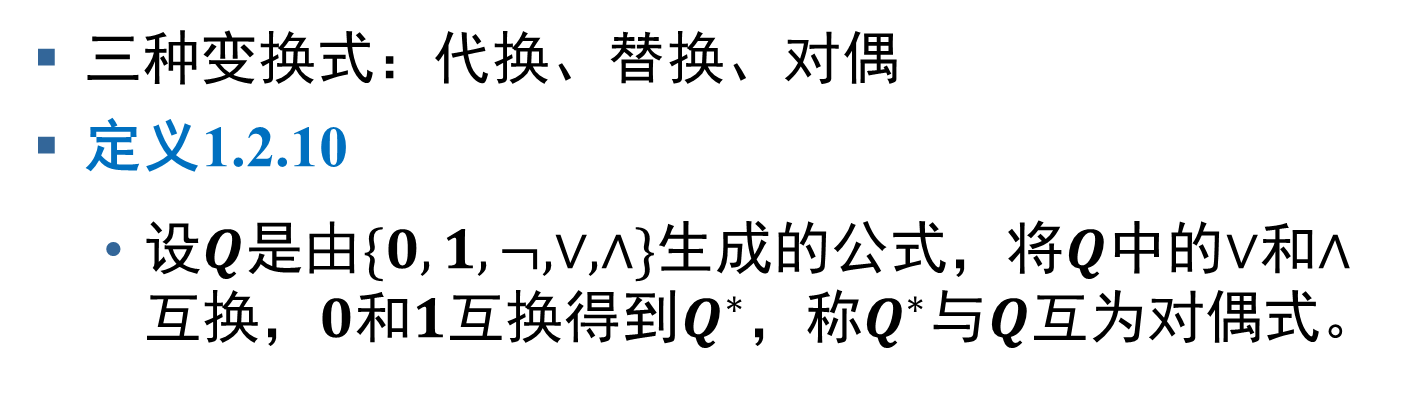 ▪ 三种变换式：代换、替换、对偶
▪ 定义1.2.10
• 设Q是由{0, 1, ¬,∨,∧}生成的公式，将Q中的∨和∧
互换，0和1互换得到Q*，称Q*与Q互为对偶式。